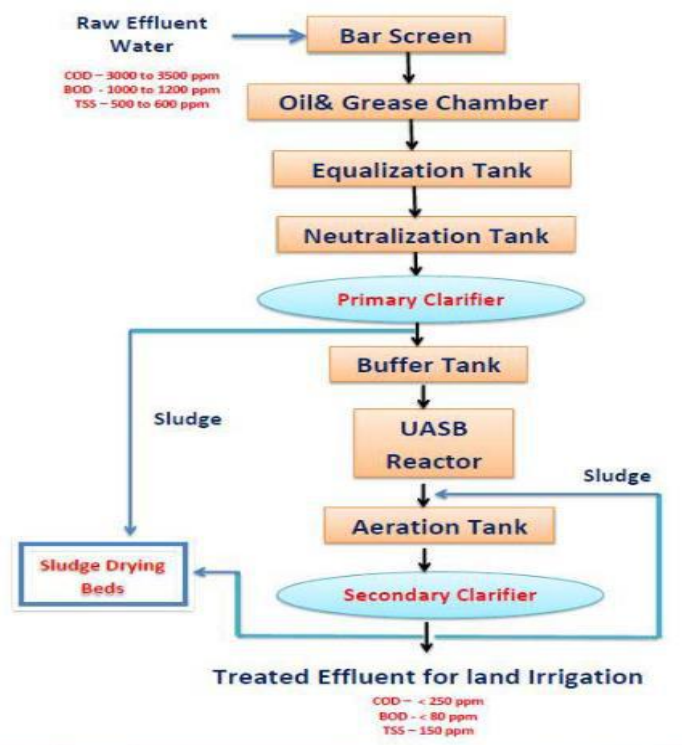 Raw Effluent
Water
COD – 3000 to 3500 ppm
BOD - 1000 to 1200 ppm
TSS – 500 to 600 ppm
Bar Screen
Oil& Grease Chamber
Equalization Tank
Neutralization Tank
Primary Clarifier
Buffer Tank
Sludge
UASB
Reactor
Sludge
Aeration Tank
Sludge Drying
Beds
Secondary Clarifier
Treated Effluent for land Irrigation
COD – < 250 ppm
BOD - < 80 ppm
TSS – 150 ppm